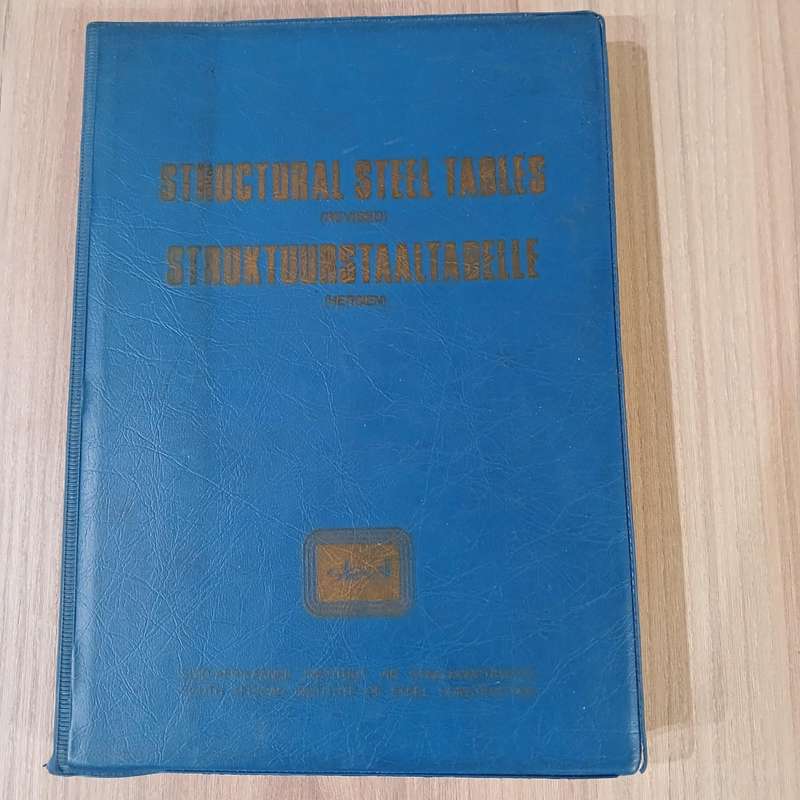 STRUCTURAL STEEL TABLES
(REVISED)
STRUKTUURSTAALTABELLE
(HERSIEN)
SUID-AFRIKAANSE INSTITUUT VIR STAALKONSTRUKSIE
SOUTH AFRICAN INSTITUTE OF STEEL CONSTRUCTION